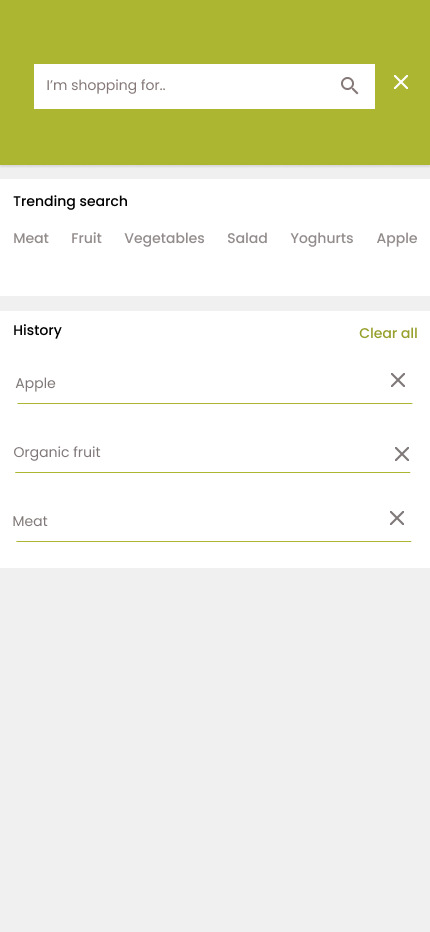 I’m shopping for..
Trending search
Meat Fruit Vegetables Salad Yoghurts Apple
History
Clear all
Apple
Organic fruit
Meat